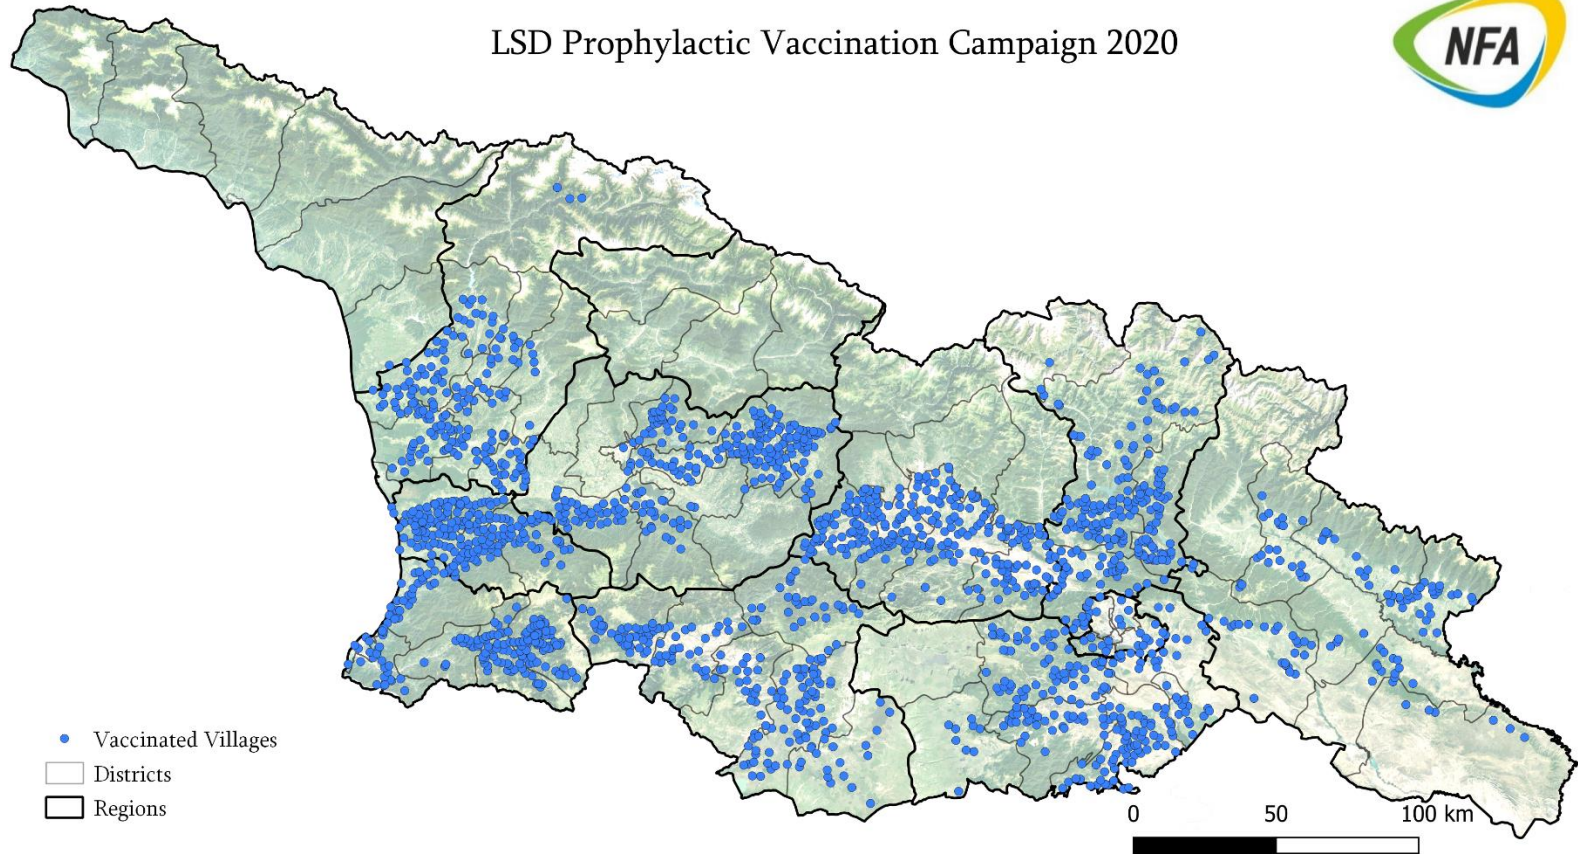 LSD Prophylactic Vaccination Campaign 2020
NFA
Vaccinated Villages
Districts
Regions
0 50 100 km